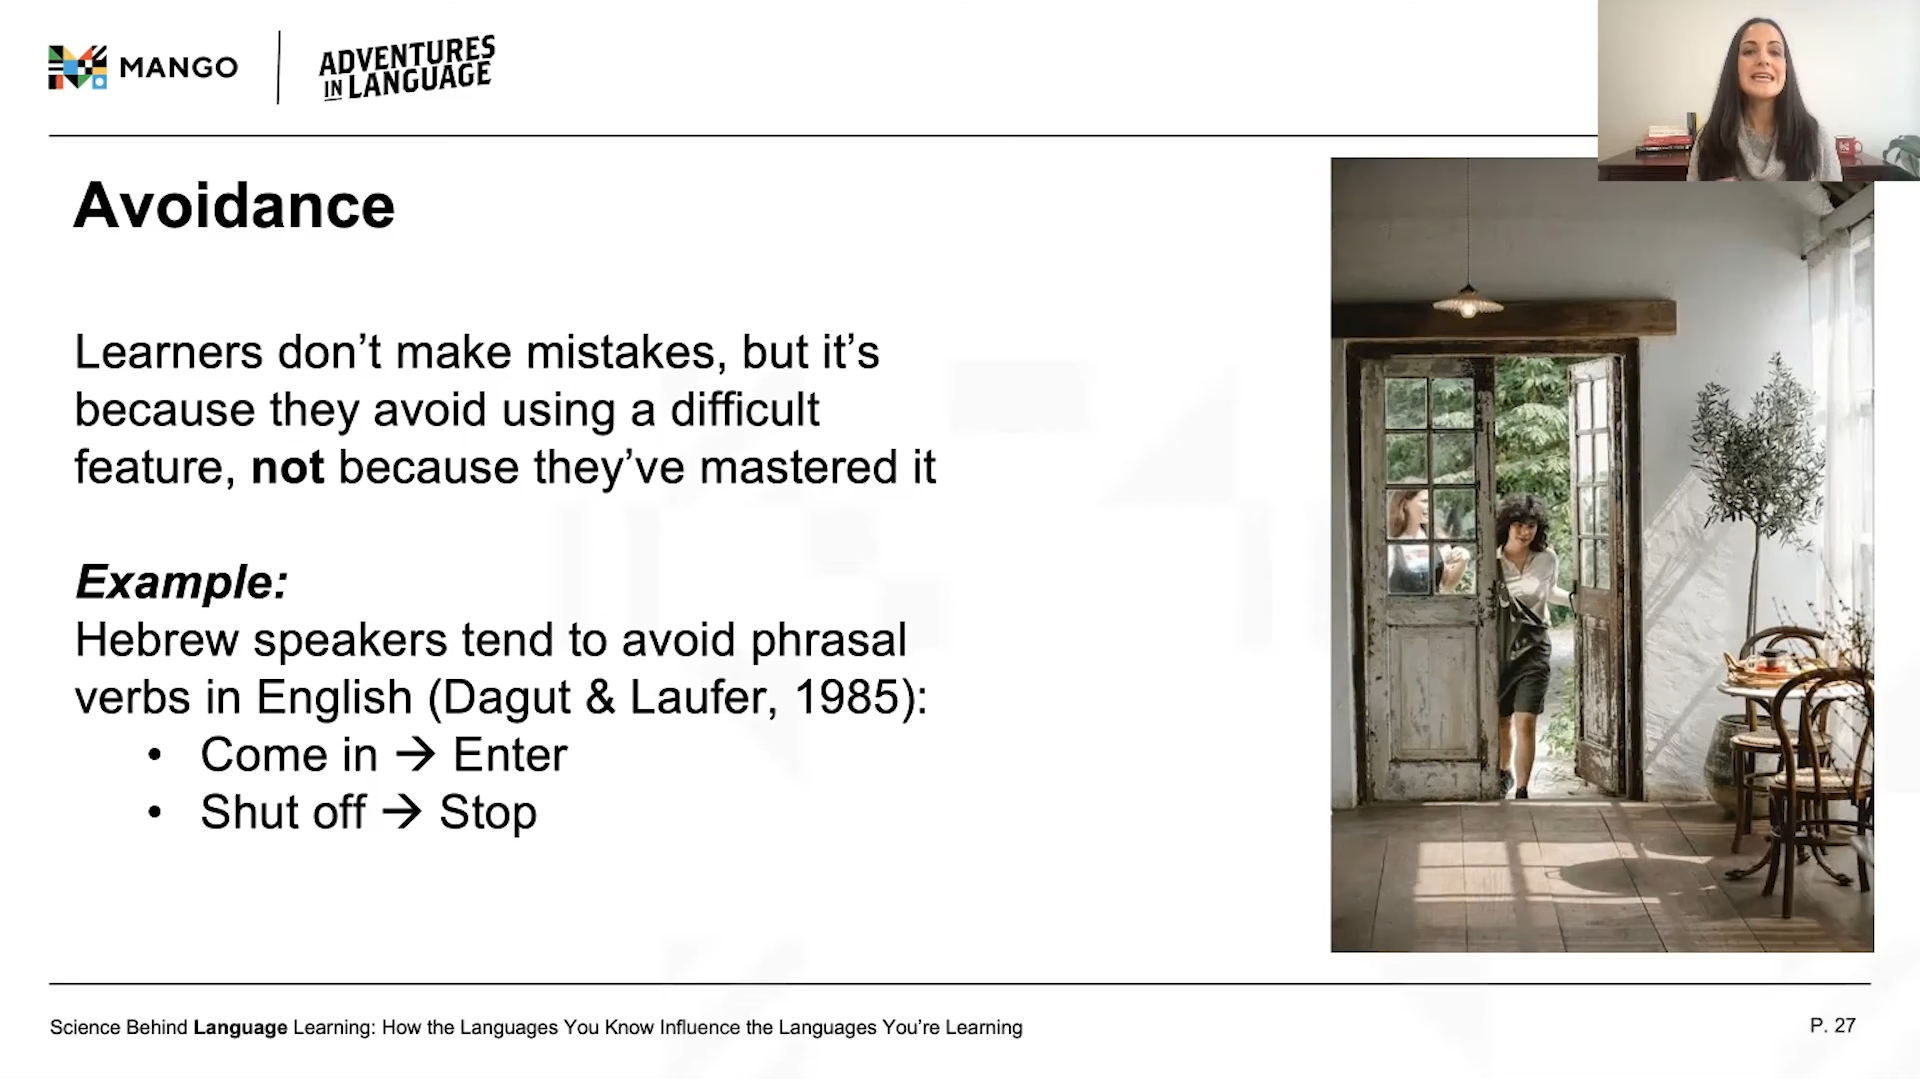 MANGO
ADVENTURES
IN LANGUAGE
Avoidance
Learners don’t make mistakes, but it’s
because they avoid using a difficult
feature, not because they’ve mastered it
Example:
Hebrew speakers tend to avoid phrasal
verbs in English (Dagut & Laufer, 1985):
• Come in → Enter
• Shut off → Stop
Science Behind Language Learning: How the Languages You Know Influence the Languages You’re Learning
P. 27